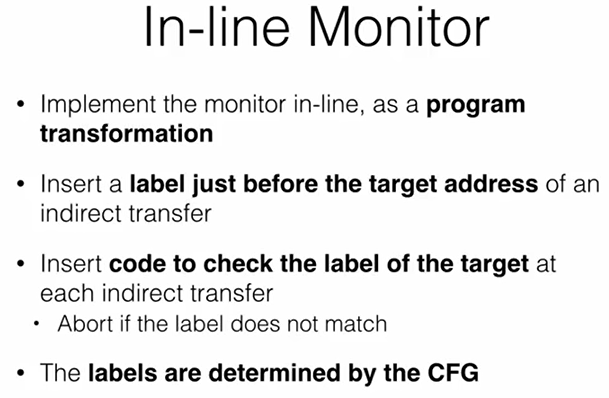 In-line Monitor
• Implement the monitor in-line, as a program
transformation
• Insert a label just before the target address of an
indirect transfer
• Insert code to check the label of the target at
each indirect transfer
• Abort if the label does not match
• The labels are determined by the CFG